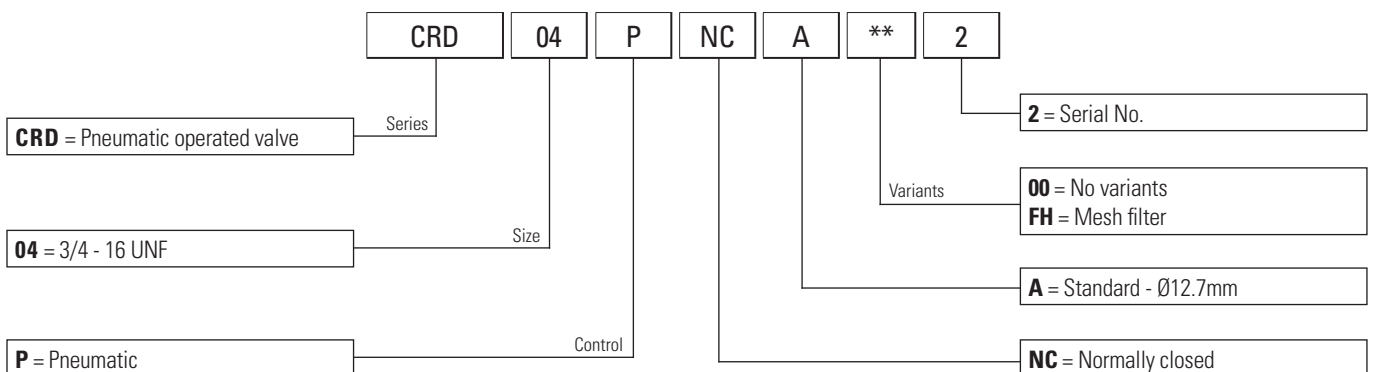 CRD 04 P NC A ** 2
2 = Serial No.
Series
CRD = Pneumatic operated valve
Variants
00 = No variants
FH = Mesh filter
Size
04 = 3/4 - 16 UNF
A = Standard - Ø12.7mm
Control
P = Pneumatic
NC = Normally closed